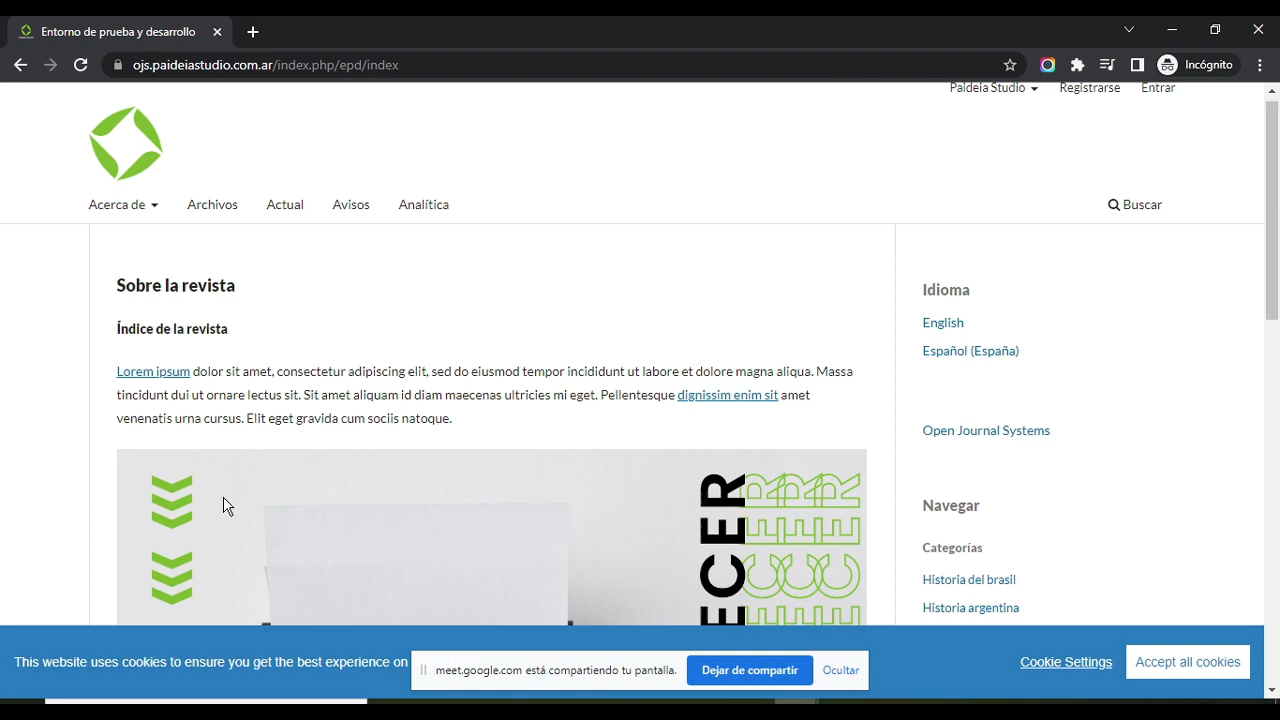 Entorno de prueba y desarrollo
ojs.paideiastudio.com.ar/index.php/epd/index
Incógnito
Paideia Studio
Registrarse
Entrar
Acerca de
Archivos
Actual
Avisos
Analítica
Buscar
Sobre la revista
Índice de la revista
Lorem ipsum dolor sit amet, consectetur adipiscing elit, sed do eiusmod tempor incididunt ut labore et dolore magna aliqua. Massa
tincidunt dui ut ornare lectus sit. Sit amet aliquam id diam maecenas ultricies mi eget. Pellentesque dignissim enim sit amet
venenatis urna cursus. Elit eget gravida cum sociis natoque.
ECER
Idioma
English
Español (España)
Open Journal Systems
Navegar
Categorías
Historia del brasil
Historia argentina
This website uses cookies to ensure you get the best experience on
meet.google.com está compartiendo tu pantalla.
Dejar de compartir
Ocultar
Cookie Settings
Accept all cookies